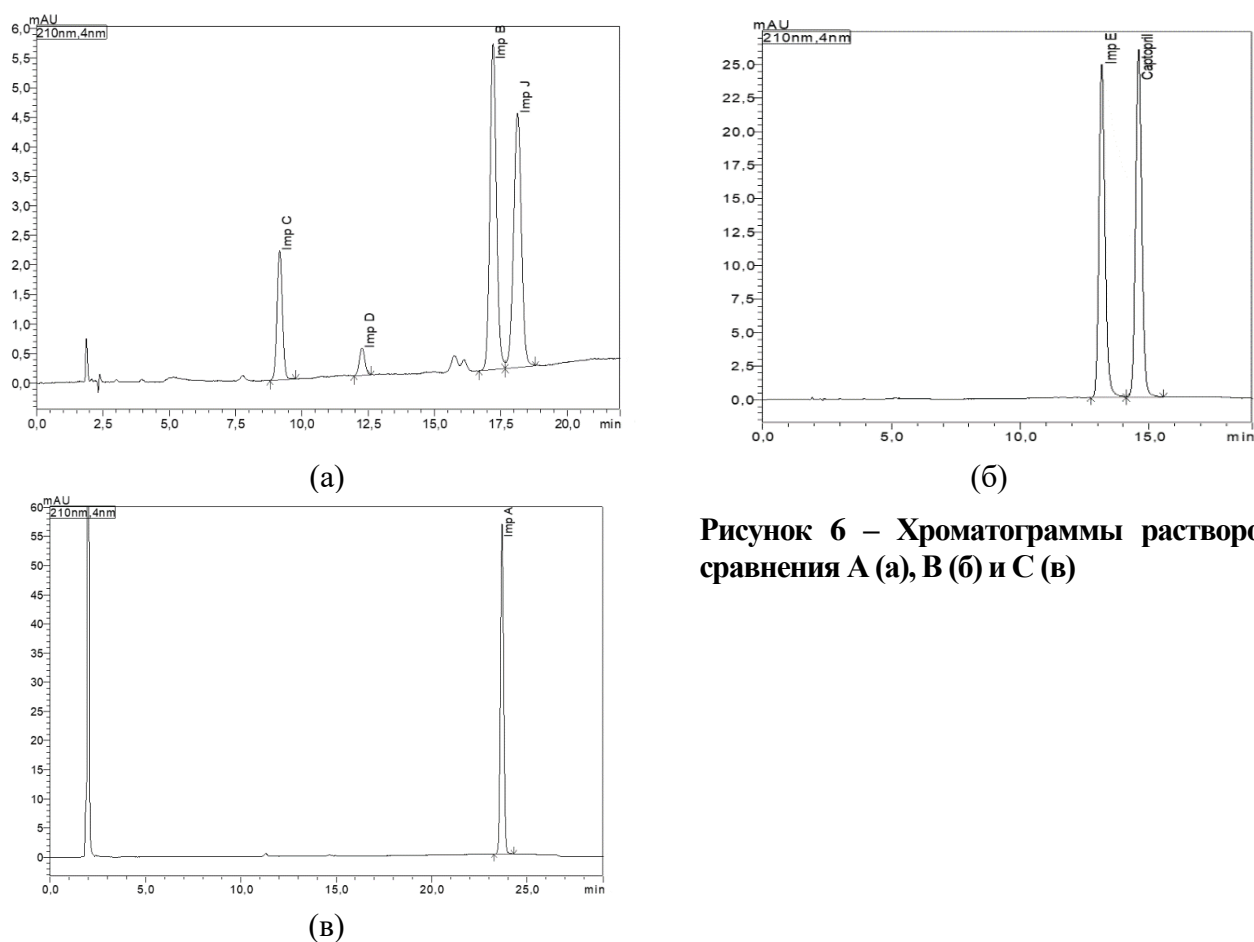 mAU
210nm,4nm
6,0
5,5
5,0
4,5
4,0
3,5
3,0
2,5
2,0
1,5
1,0
0,5
0,0
Imp C
Imp D
Imp B
Imp J
0,0 2,5 5,0 7,5 10,0 12,5 15,0 17,5 20,0 min
(а)
mAU
210nm,4nm
25,0
22,5
20,0
17,5
15,0
12,5
10,0
7,5
5,0
2,5
0,0
Imp E
Captopril
0,0 5,0 10,0 15,0 min
(б)
mAU
210nm,4nm
60
55
50
45
40
35
30
25
20
15
10
5
0
Imp A
0,0 5,0 10,0 15,0 20,0 25,0 min
(в)
Рисунок 6 – Хроматограммы растворо
сравнения А (а), В (б) и С (в)